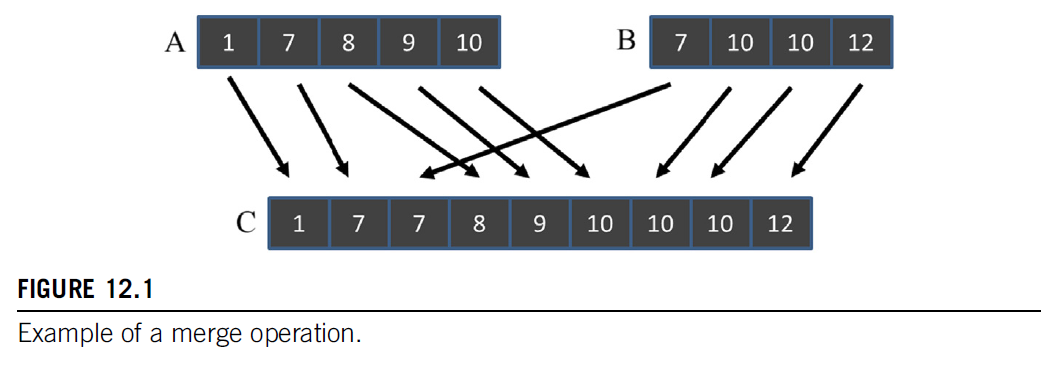 A 1 7 8 9 10 B 7 10 10 12
C 1 7 7 8 9 10 10 10 12
FIGURE 12.1
Example of a merge operation.